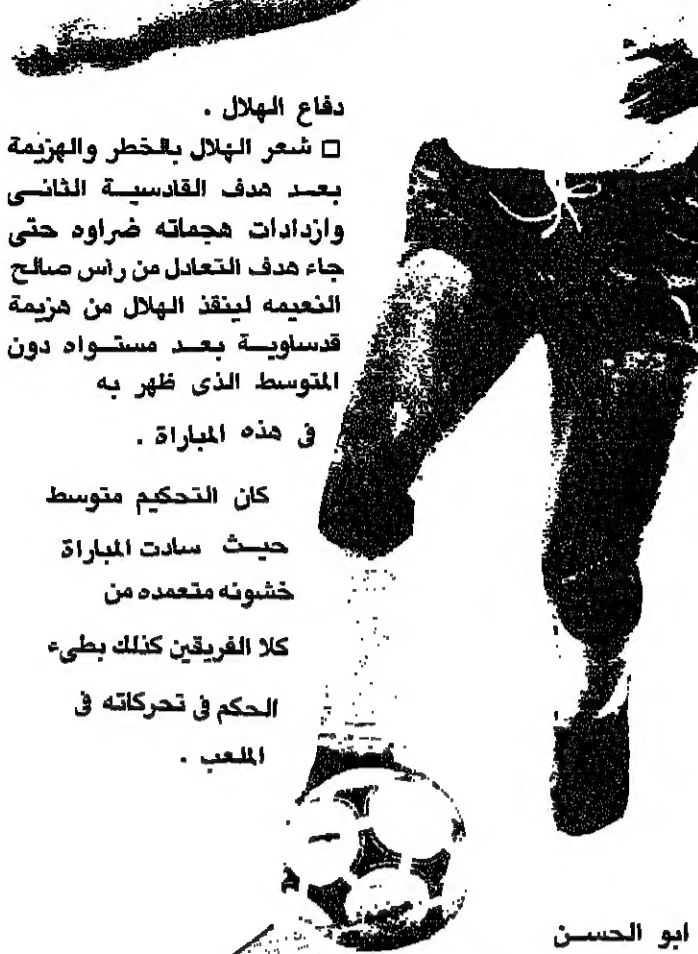 دفاع الهلال .
□ شعر الهلال بالخطر والهزيمة
بعد هدف القادسية الثانى
وازدادات هجماته ضراوه حتى
جاء هدف التعادل من رأس صالح
النعيمه لينقذ الهلال من هزيمة
قدساوية بعد مستواه دون
المتوسط الذى ظهر به
فى هذه المباراة .
كان التحكيم متوسط
حيث سادت المباراة
خشونه متعمده من
كلا الفريقين كذلك بطىء
الحكم فى تحركاته فى
الملعب .
ابو الحسن